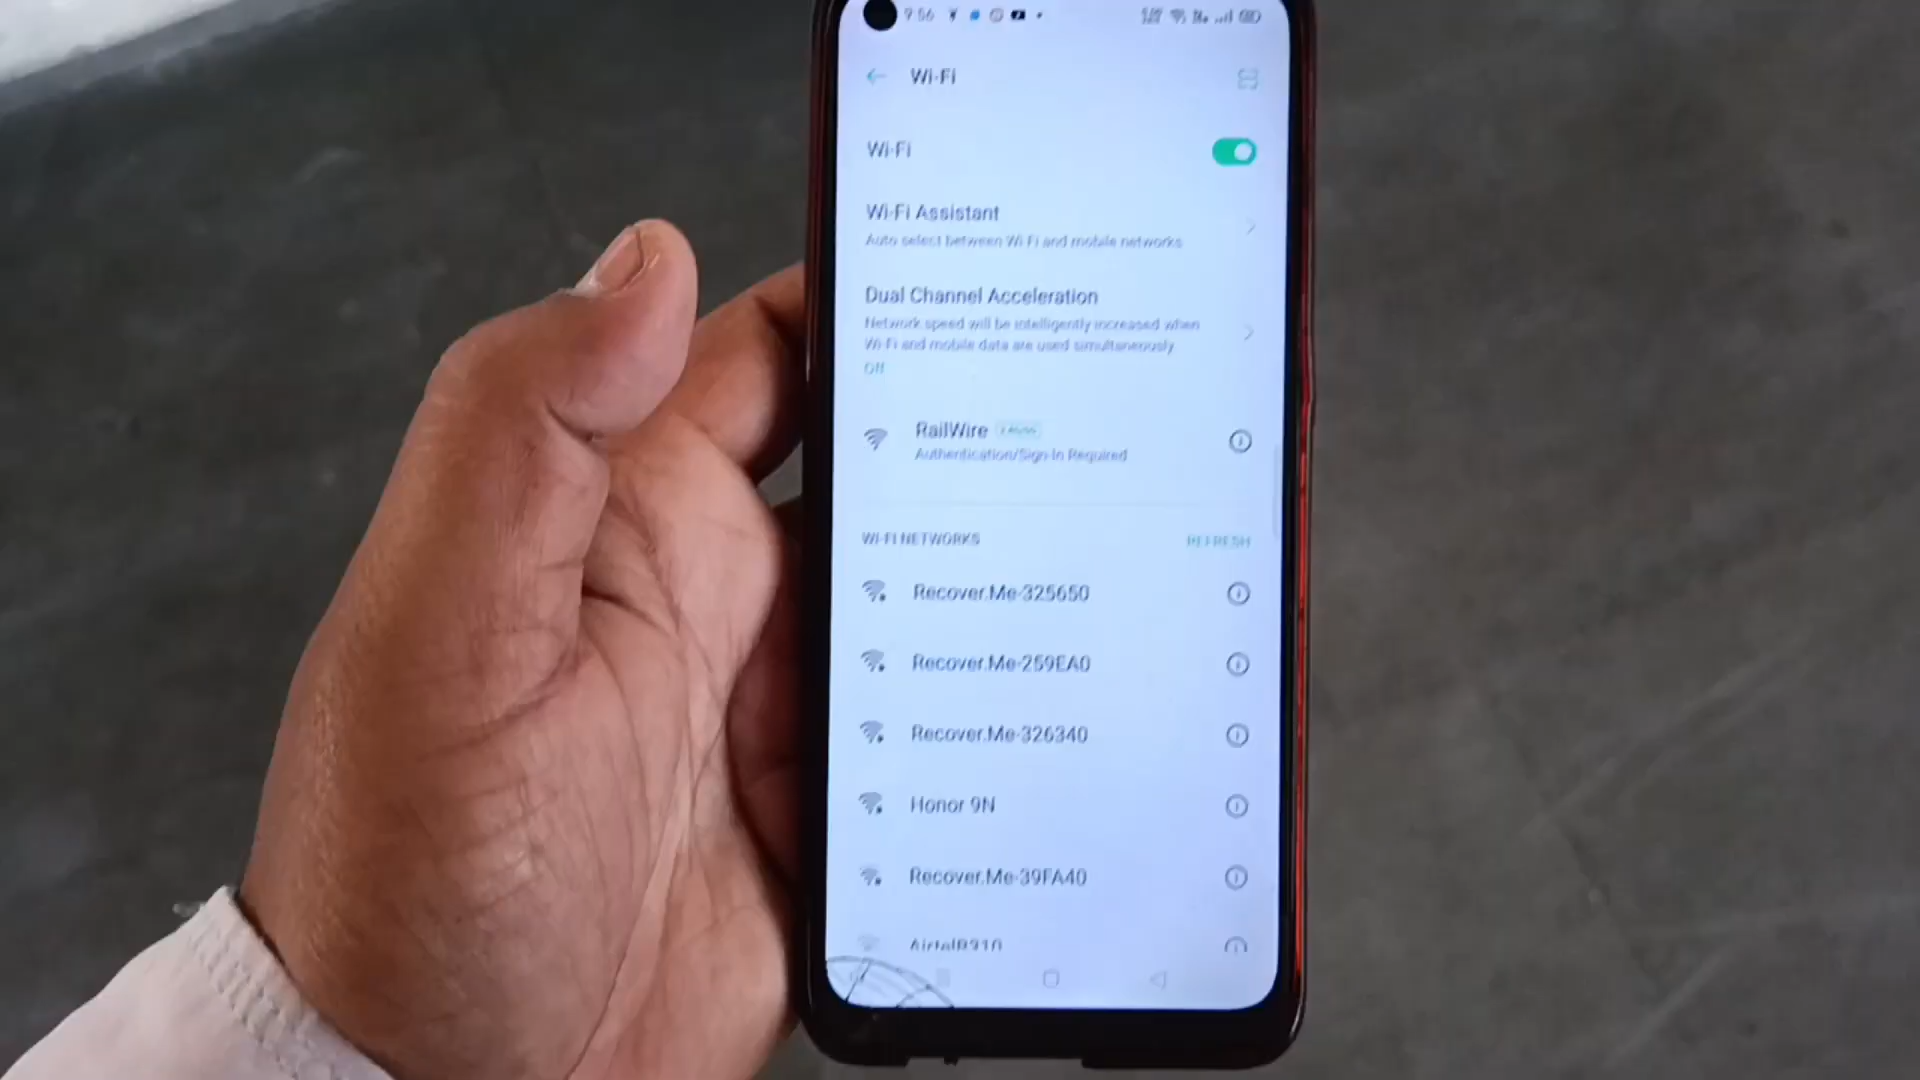 9:56
Wi-Fi
Wi-Fi
Wi-Fi Assistant
Auto select between Wi-Fi and mobile networks
Dual Channel Acceleration
Network speed will be intelligently increased when
Wi-Fi and mobile data are used simultaneously
Off
RailWire
Authentication/Sign-In Required
WI-FI NETWORKS
REFRESH
Recover.Me-325650
Recover.Me-259EA0
Recover.Me-326340
Honor 9N
Recover.Me-39FA40